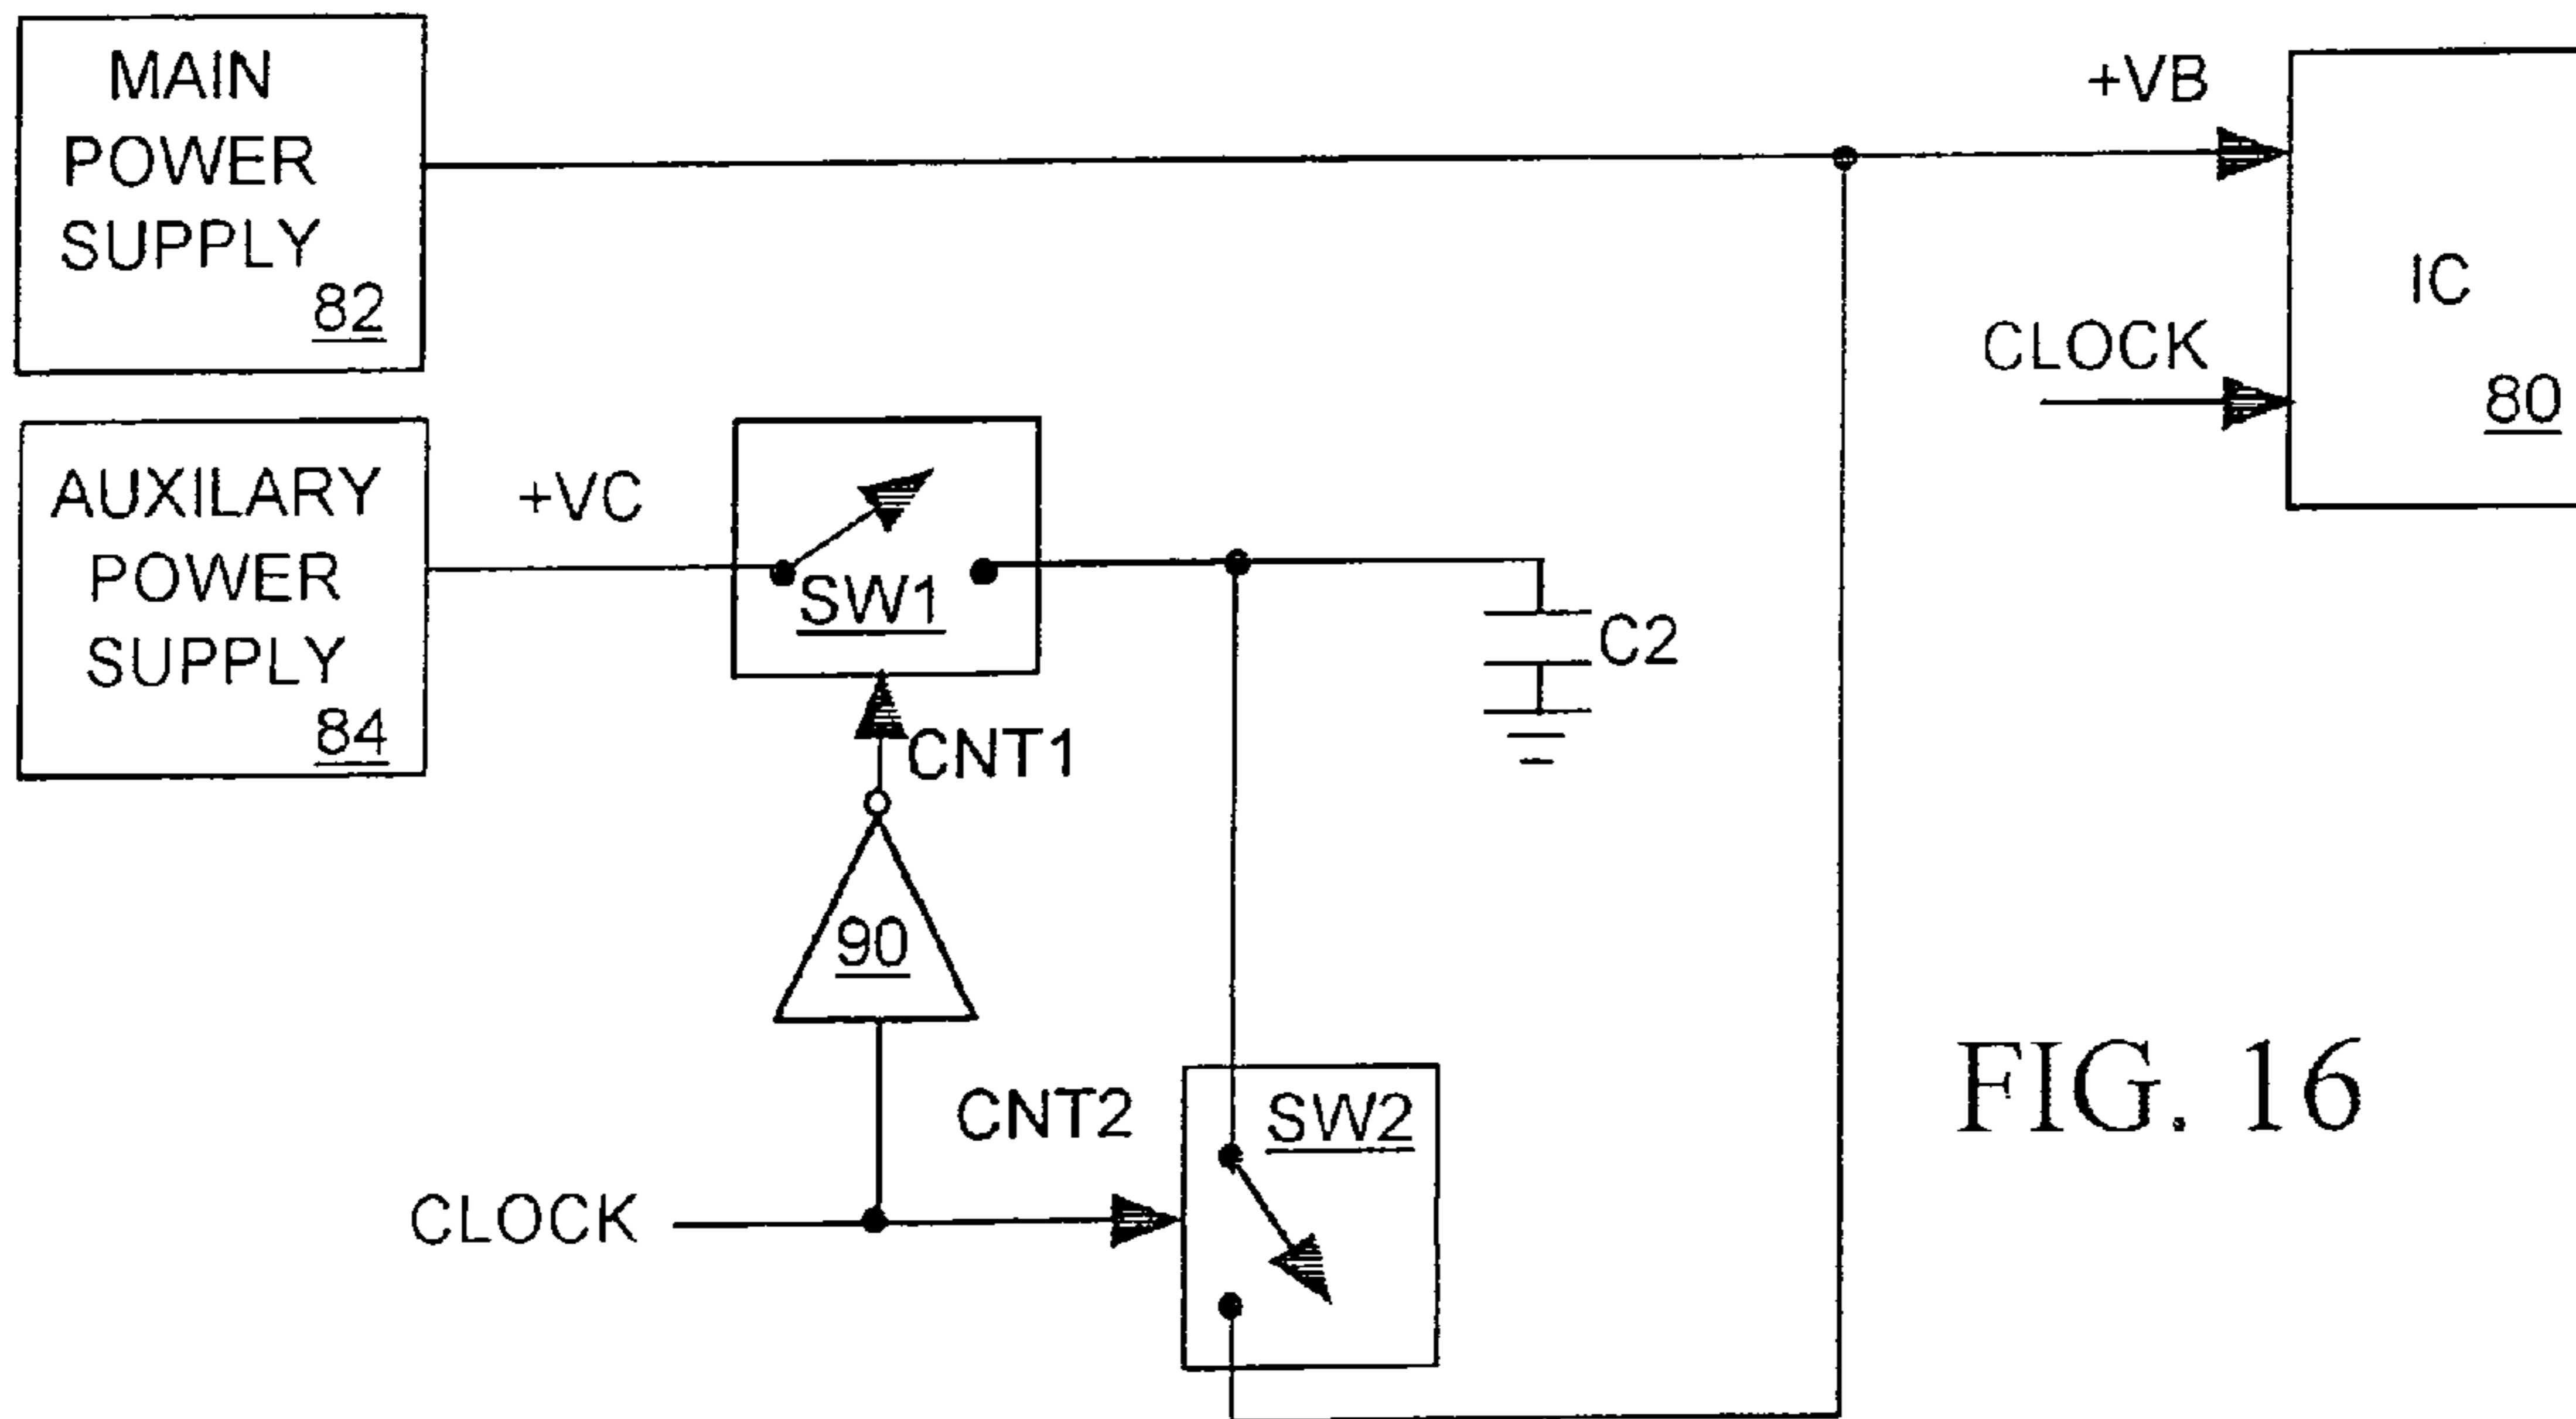 MAIN
POWER
SUPPLY
82
+VB
IC
CLOCK
80
AUXILARY
POWER
SUPPLY
84
+VC
SW1
C2
CNT1
90
CNT2
SW2
CLOCK
FIG. 16